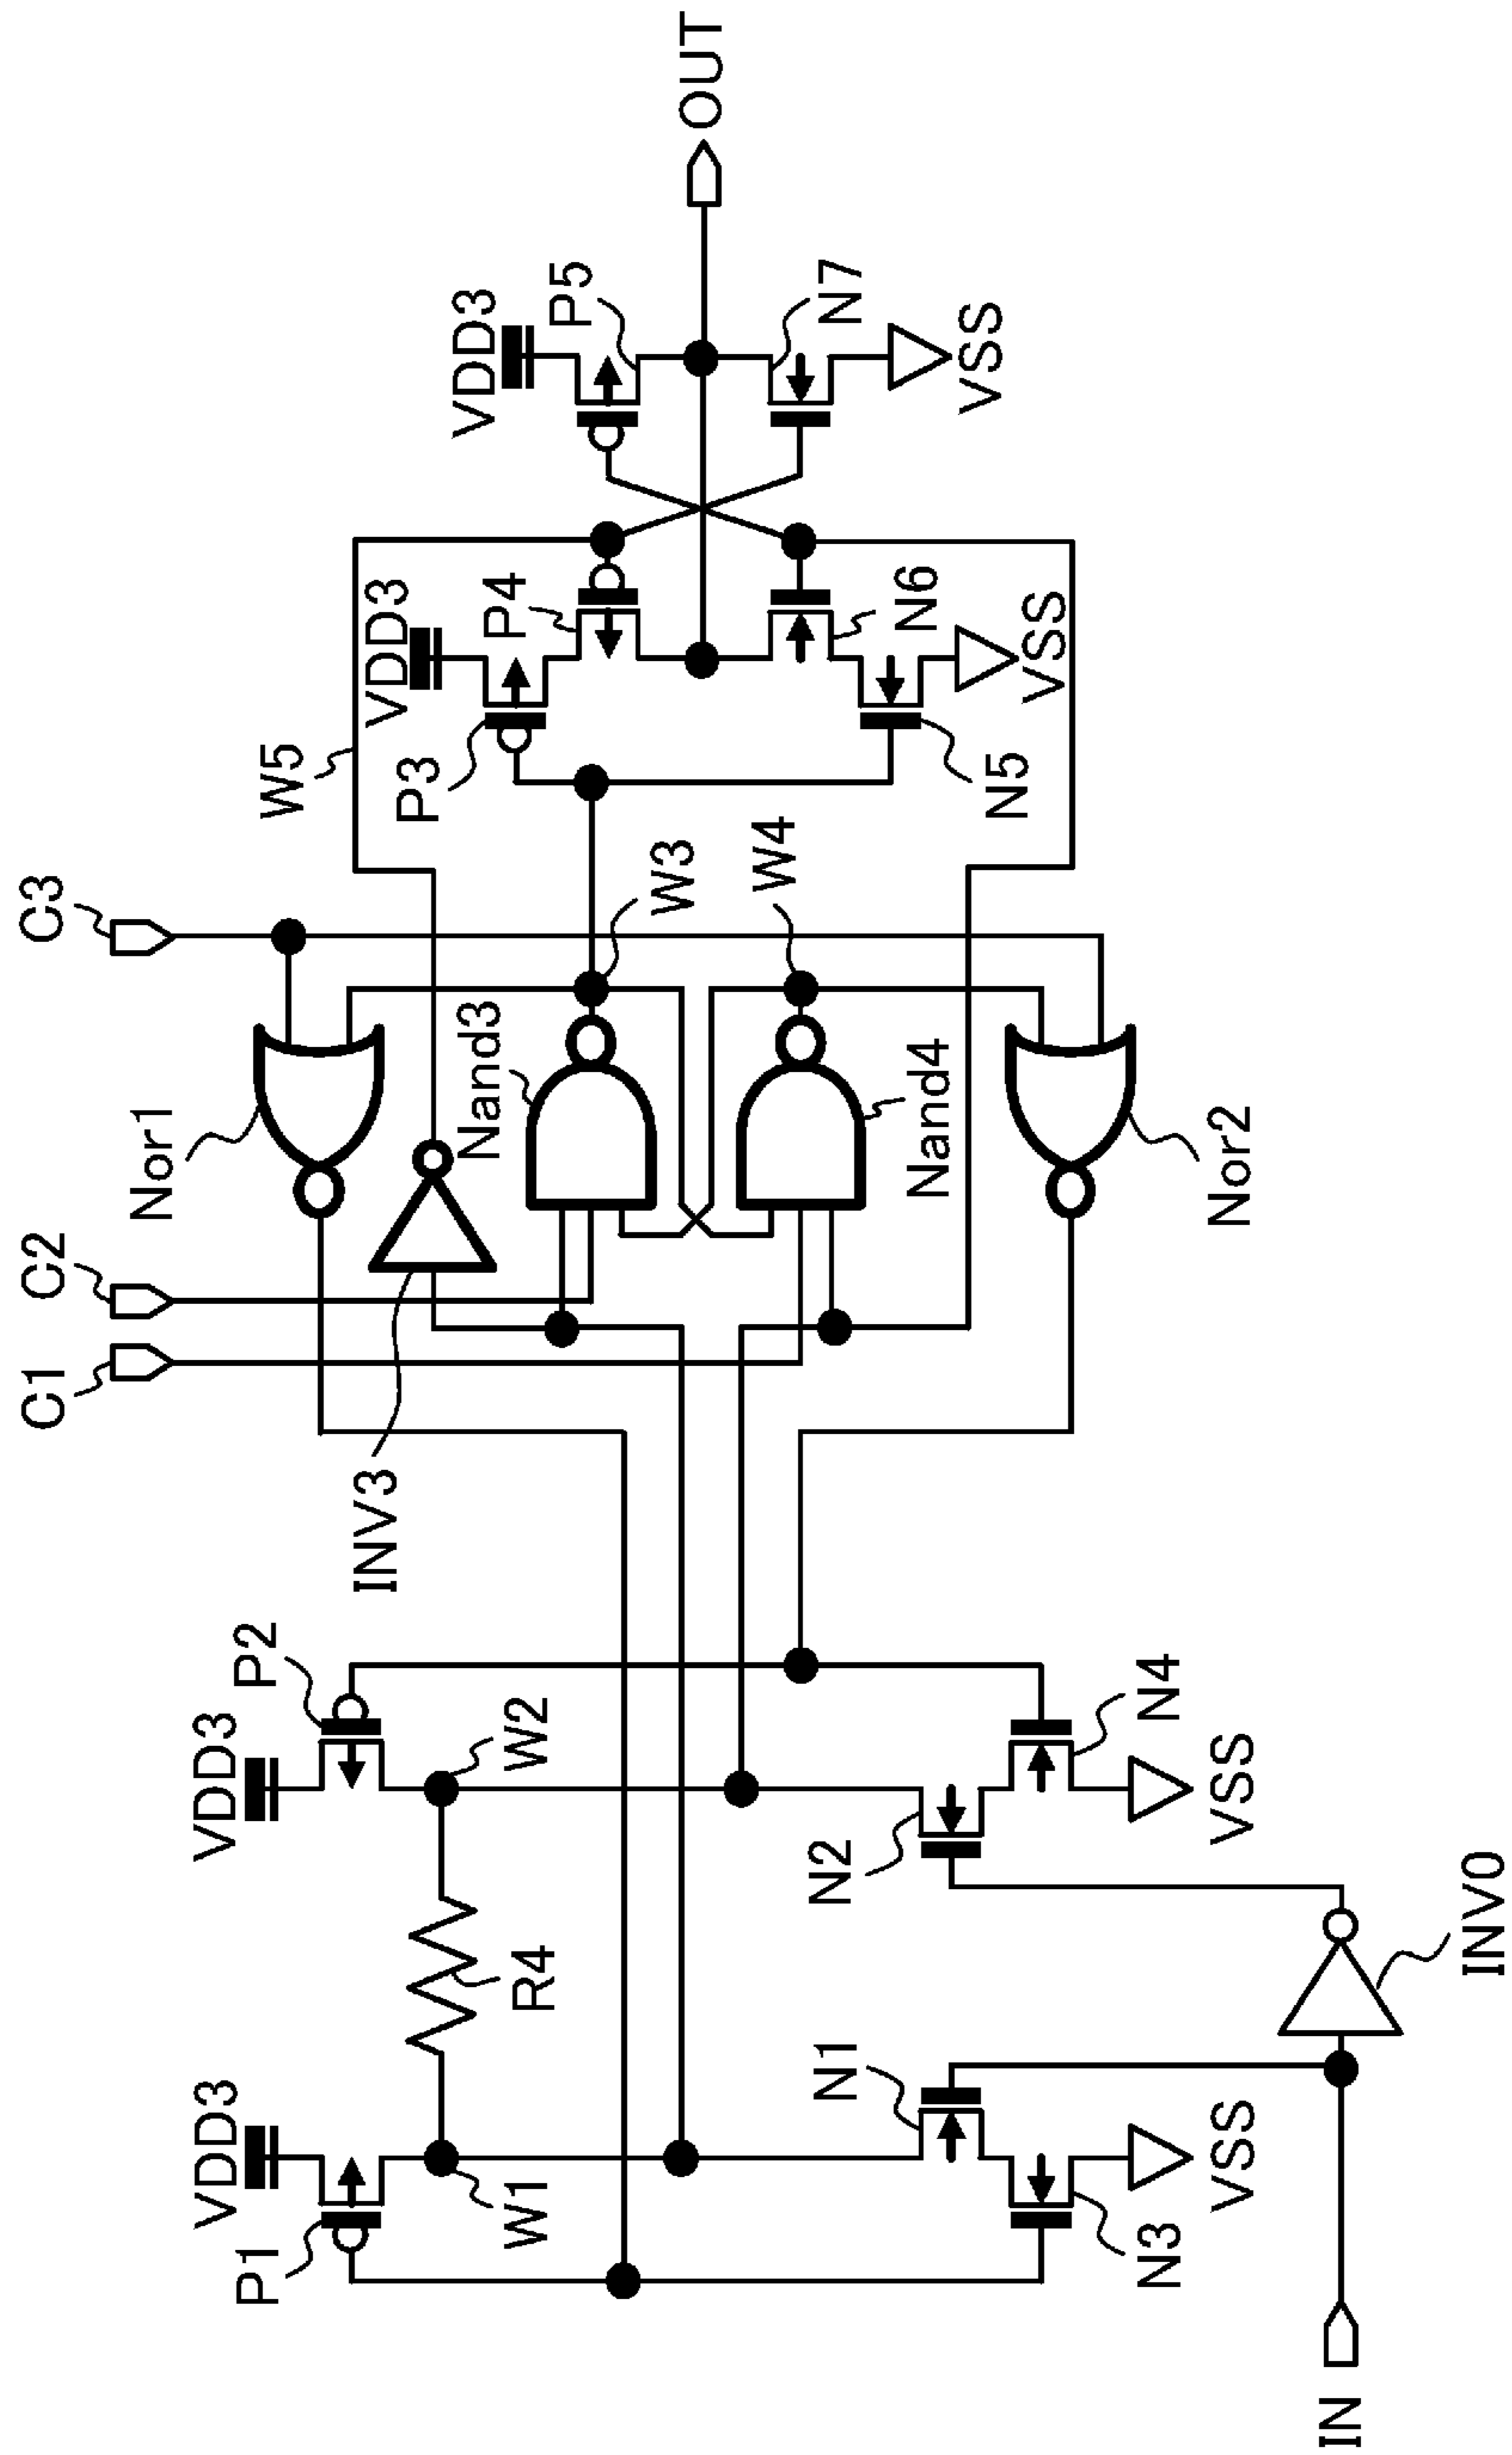 C1
C2
C3
Nor1
W5
VDD3
P5
OUT
VDD3
P4
P3
INV3
Nand3
W3
W4
N6
N7
VSS
N5
VSS
Nand4
Nor2
VDD3
P1
VDD3
P2
W1
R4
W2
N1
N2
N3
VSS
N4
VSS
IN
INV0